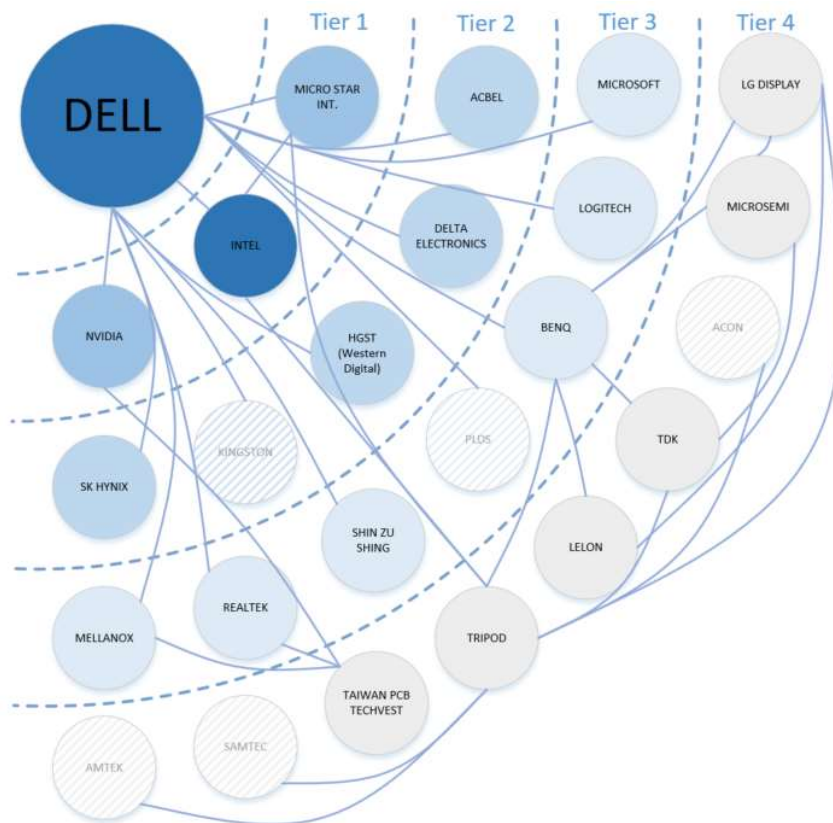 Tier 1
Tier 2
Tier 3
Tier 4
DELL
MICRO STAR
INT.
ACBEL
MICROSOFT
LG DISPLAY
INTEL
DELTA
ELECTRONICS
LOGITECH
MICROSEMI
NVIDIA
HGST
(Western
Digital)
BENQ
ACON
SK HYNIX
KINGSTON
PLDS
TDK
SHIN ZU
SHING
LELON
MELLANOX
REALTEK
TRIPOD
TAIWAN PCB
TECHVEST
AMTEK
SAMTEC